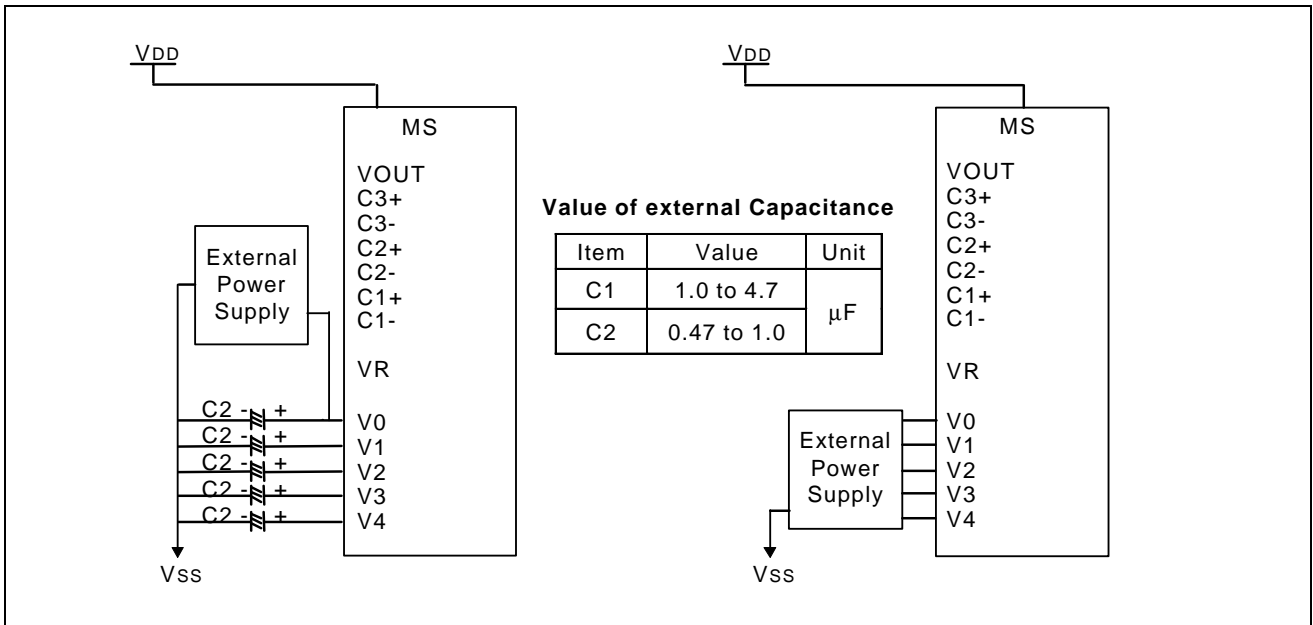 VDD
MS
VOUT
C3+
C3-
C2+
C2-
C1+
C1-
VR
V0
V1
V2
V3
V4
External
Power
Supply
C2 - +
C2 - +
C2 - +
C2 - +
C2 - +
Vss
Value of external Capacitance
Item Value Unit
C1 1.0 to 4.7 μF
C2 0.47 to 1.0
VDD
MS
VOUT
C3+
C3-
C2+
C2-
C1+
C1-
VR
V0
V1
V2
V3
V4
External
Power
Supply
Vss